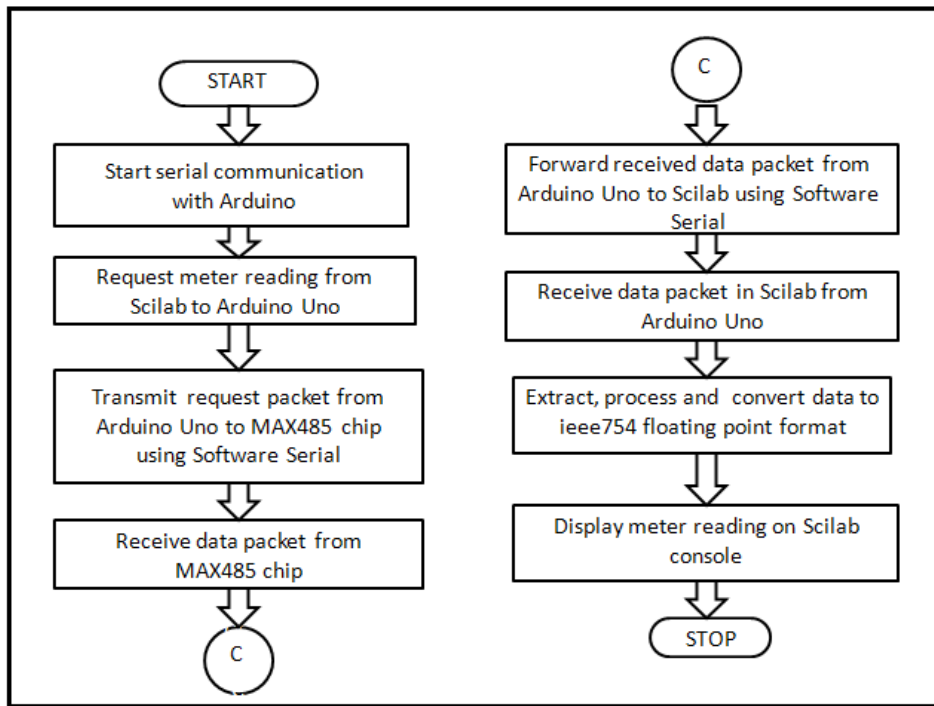 START
Start serial communication
with Arduino
Request meter reading from
Scilab to Arduino Uno
Transmit request packet from
Arduino Uno to MAX485 chip
using Software Serial
Receive data packet from
MAX485 chip
C
C
Forward received data packet from
Arduino Uno to Scilab using Software
Serial
Receive data packet in Scilab from
Arduino Uno
Extract, process and convert data to
ieee754 floating point format
Display meter reading on Scilab
console
STOP